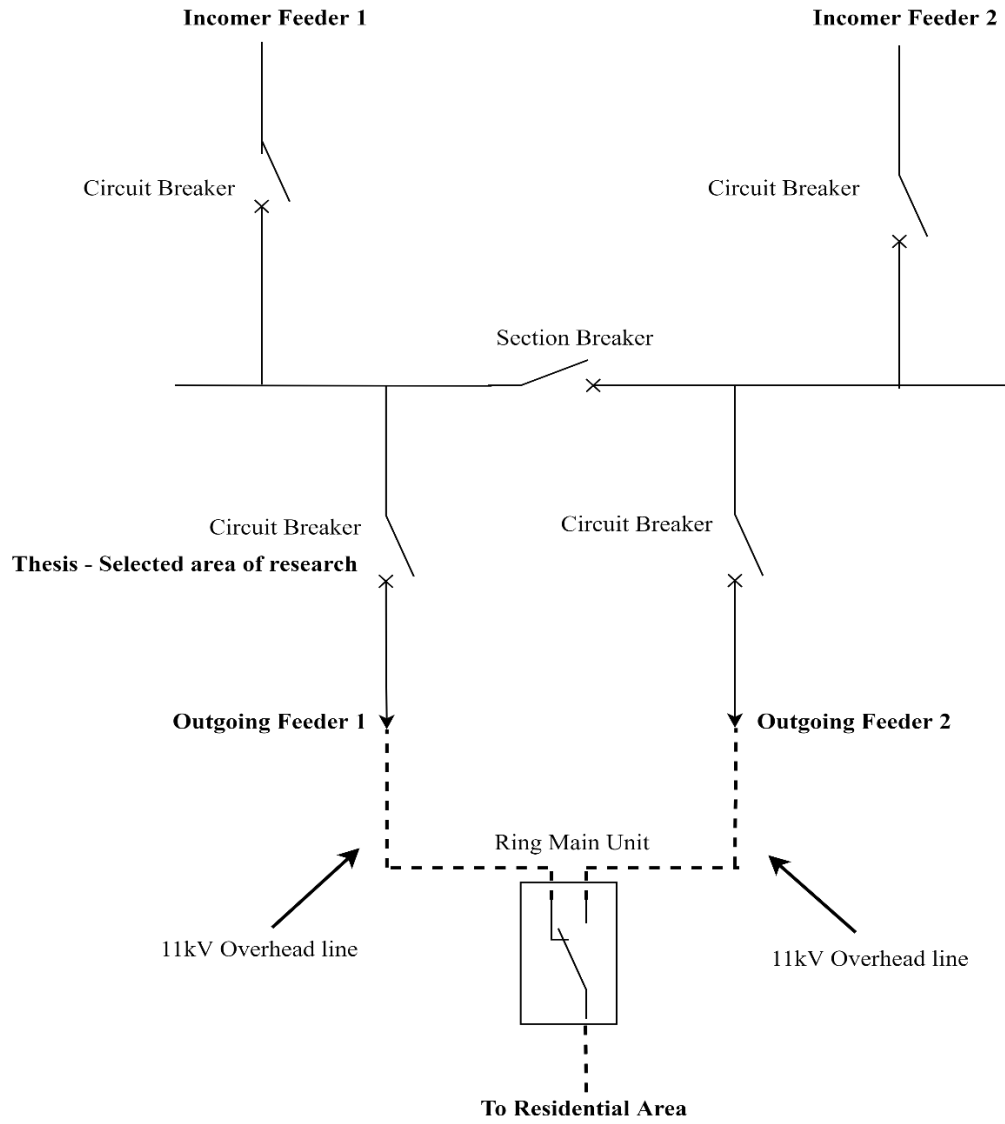 Incomer Feeder 1
Incomer Feeder 2
Circuit Breaker
Circuit Breaker
Section Breaker
Circuit Breaker
Circuit Breaker
Thesis - Selected area of research
Outgoing Feeder 1
Outgoing Feeder 2
Ring Main Unit
11kV Overhead line
11kV Overhead line
To Residential Area